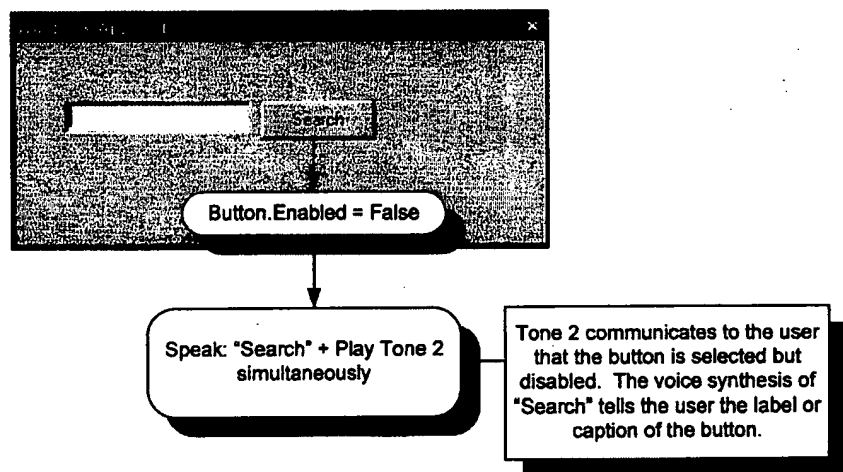 Search
Button.Enabled = False
Speak: "Search" + Play Tone 2
simultaneously
Tone 2 communicates to the user
that the button is selected but
disabled. The voice synthesis of
"Search" tells the user the label or
caption of the button.